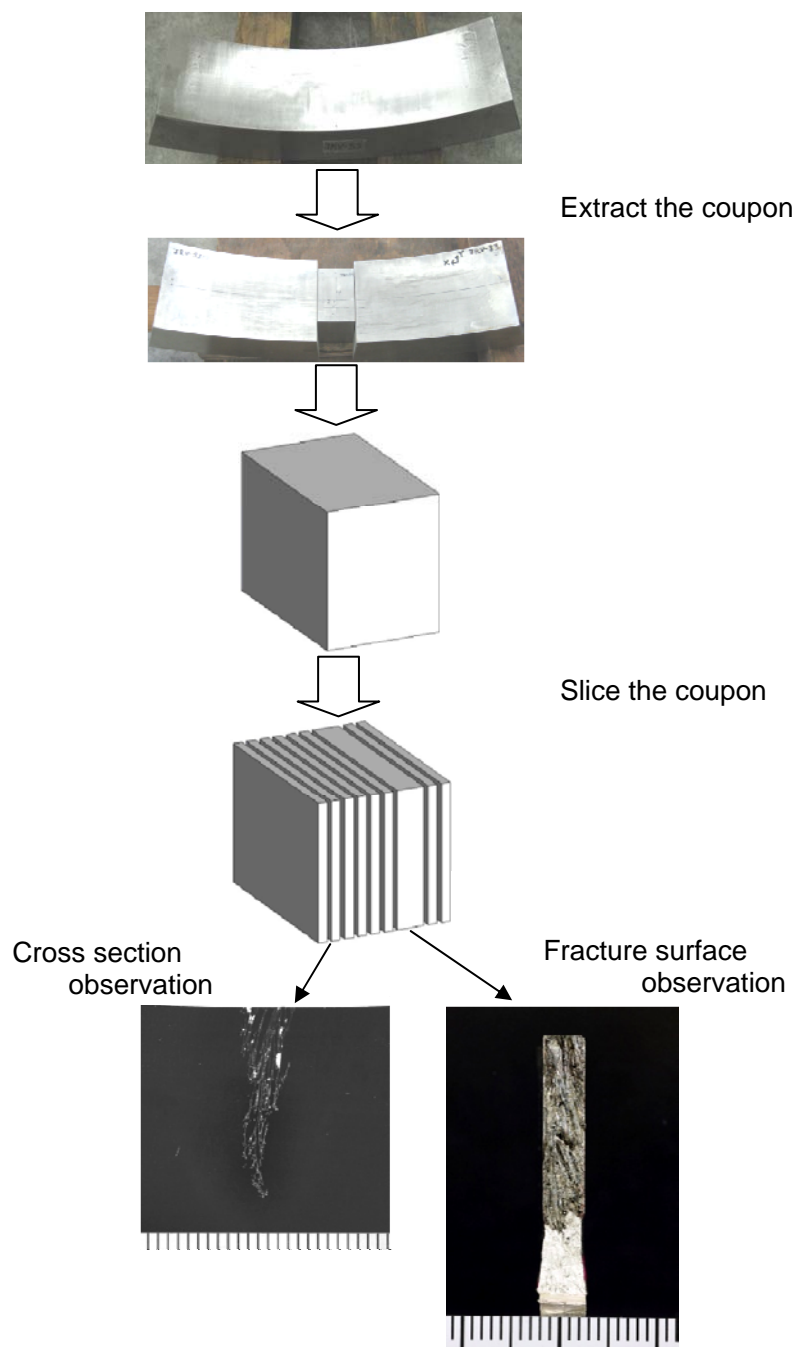 Extract the coupon
Slice the coupon
Cross section
observation
Fracture surface
observation